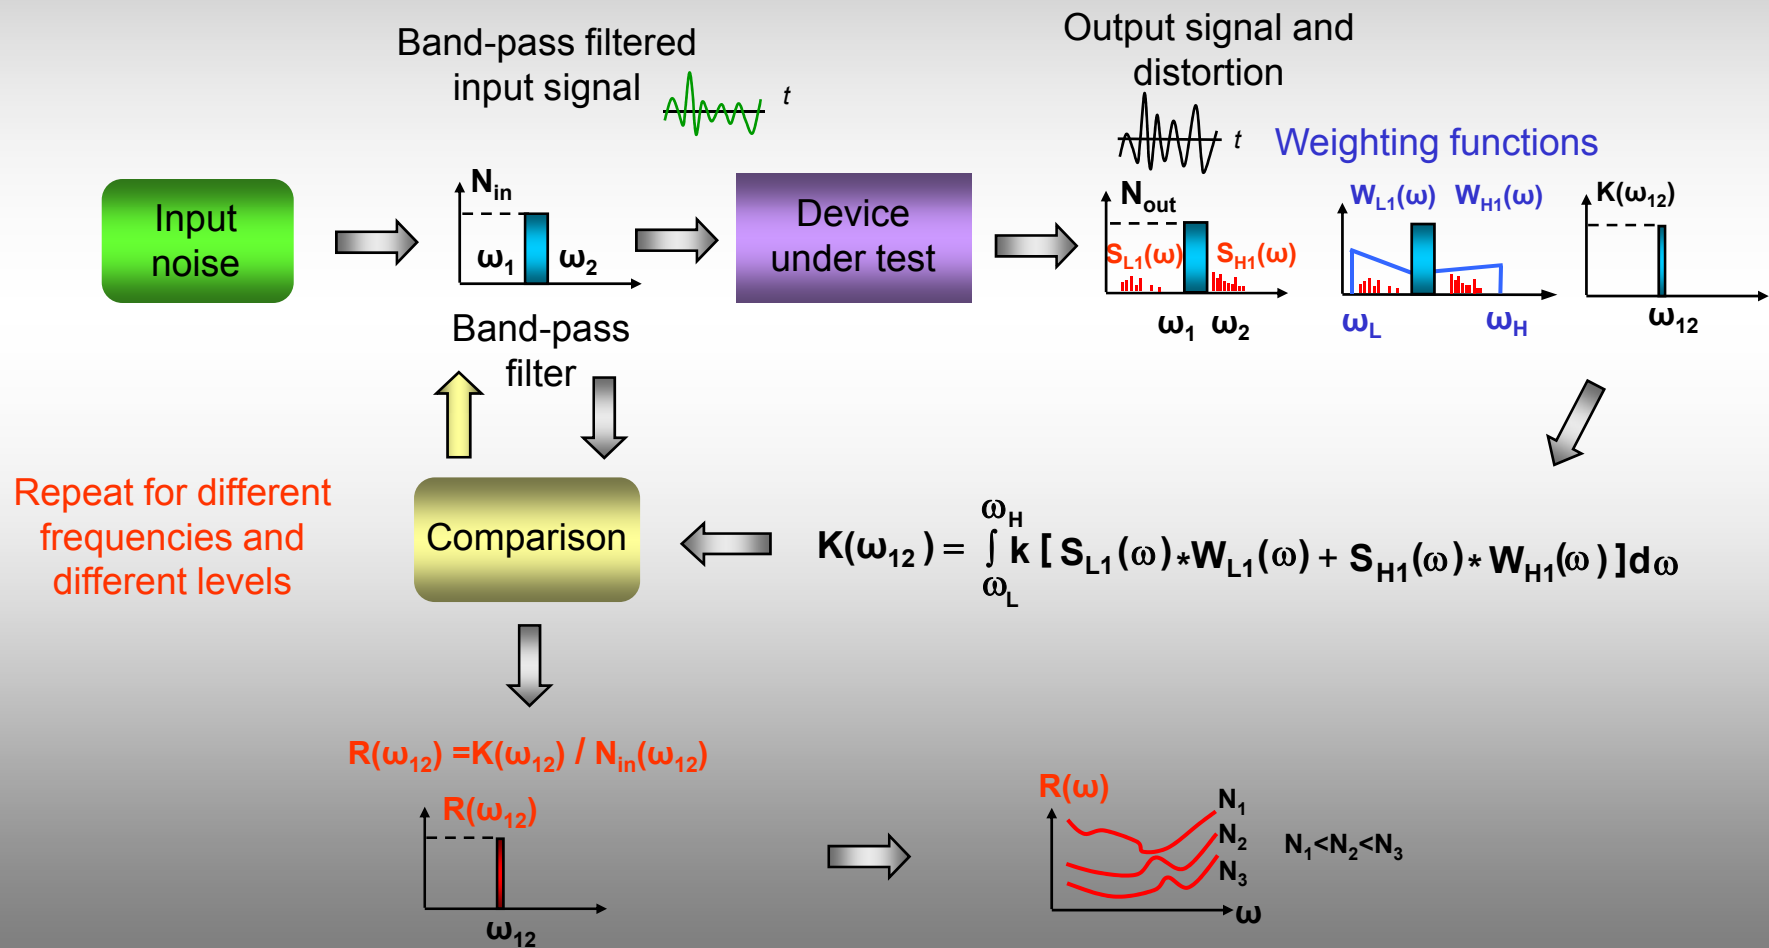 Band-pass filtered
input signal
t
Output signal and
distortion
t
Weighting functions
Input
noise
N_in
ω_1
ω_2
Band-pass
filter
Device
under test
N_out
S_L1(ω)
S_H1(ω)
ω_1 ω_2
W_L1(ω) W_H1(ω)
ω_L
ω_H
K(ω_12)
ω_12
Repeat for different
frequencies and
different levels
Comparison
K(ω_12) = ∫_ω_L^ω_H k [ S_L1(ω)*W_L1(ω) + S_H1(ω)* W_H1(ω) ]dω
R(ω_12) =K(ω_12) / N_in(ω_12)
R(ω_12)
ω_12
R(ω)
N_1
N_2
N_3
ω
N_1<N_2<N_3